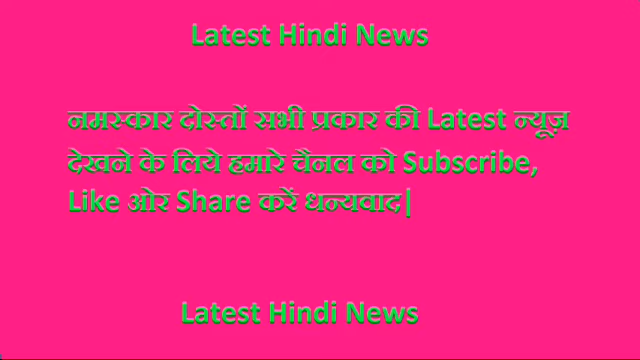 Latest Hindi News
नमस्कार दोस्तों सभी प्रकार की Latest न्यूज़
देखने के लिये हमारे चैनल को Subscribe,
Like ओर Share करें धन्यवाद|
Latest Hindi News